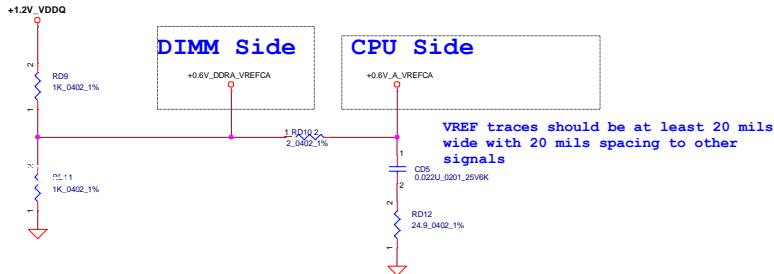 +1.2V_VDDQ
DIMM Side
CPU Side
+0.6V_DDRA_VREFCA
+0.6V_A_VREFCA
2
RD9
1K_0402_1%
1
1 RD10 2
2_0402_1%
VREF traces should be at least 20 mils
wide with 20 mils spacing to other
signals
1
CD5
0.022U_0201_25V6K
2
1K_0402_1%
1
2
RD12
24.9_0402_1%
1